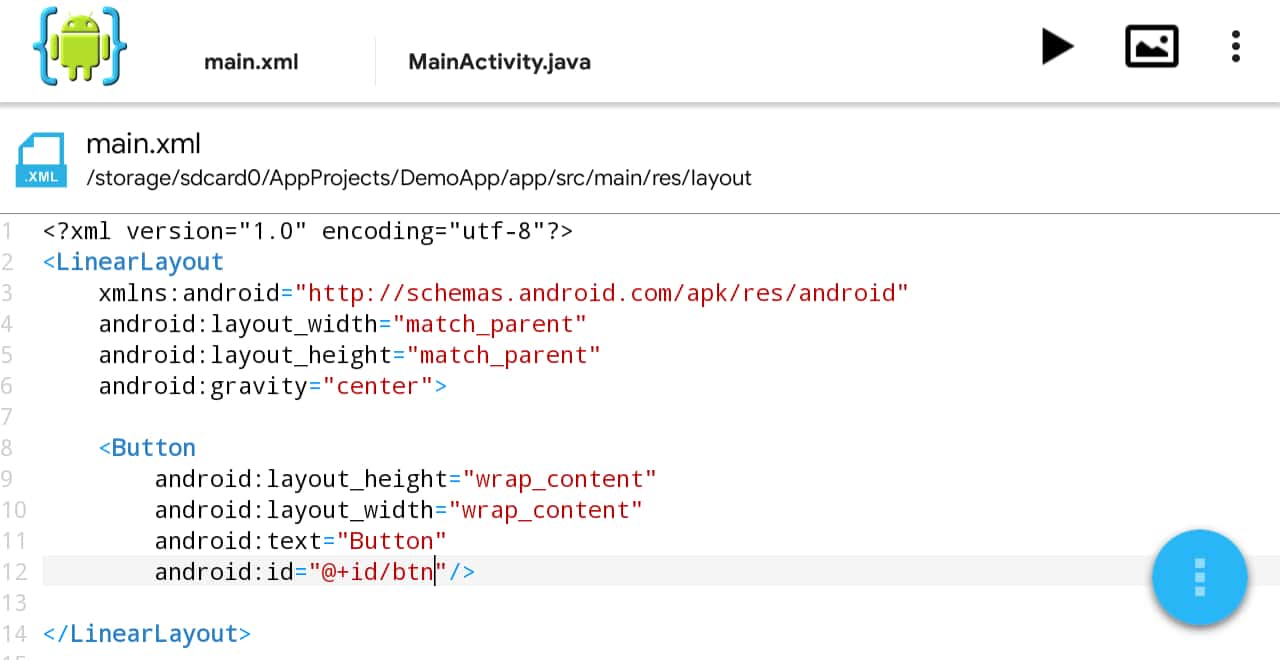 main.xml
MainActivity.java
.XML
main.xml
/storage/sdcard0/AppProjects/DemoApp/app/src/main/res/layout
1 <?xml version="1.0" encoding="utf-8"?>
2 <LinearLayout
3     xmlns:android="http://schemas.android.com/apk/res/android"
4     android:layout_width="match_parent"
5     android:layout_height="match_parent"
6     android:gravity="center">
7
8     <Button
9         android:layout_height="wrap_content"
10         android:layout_width="wrap_content"
11         android:text="Button"
12         android:id="@+id/btn"/>
13
14 </LinearLayout>